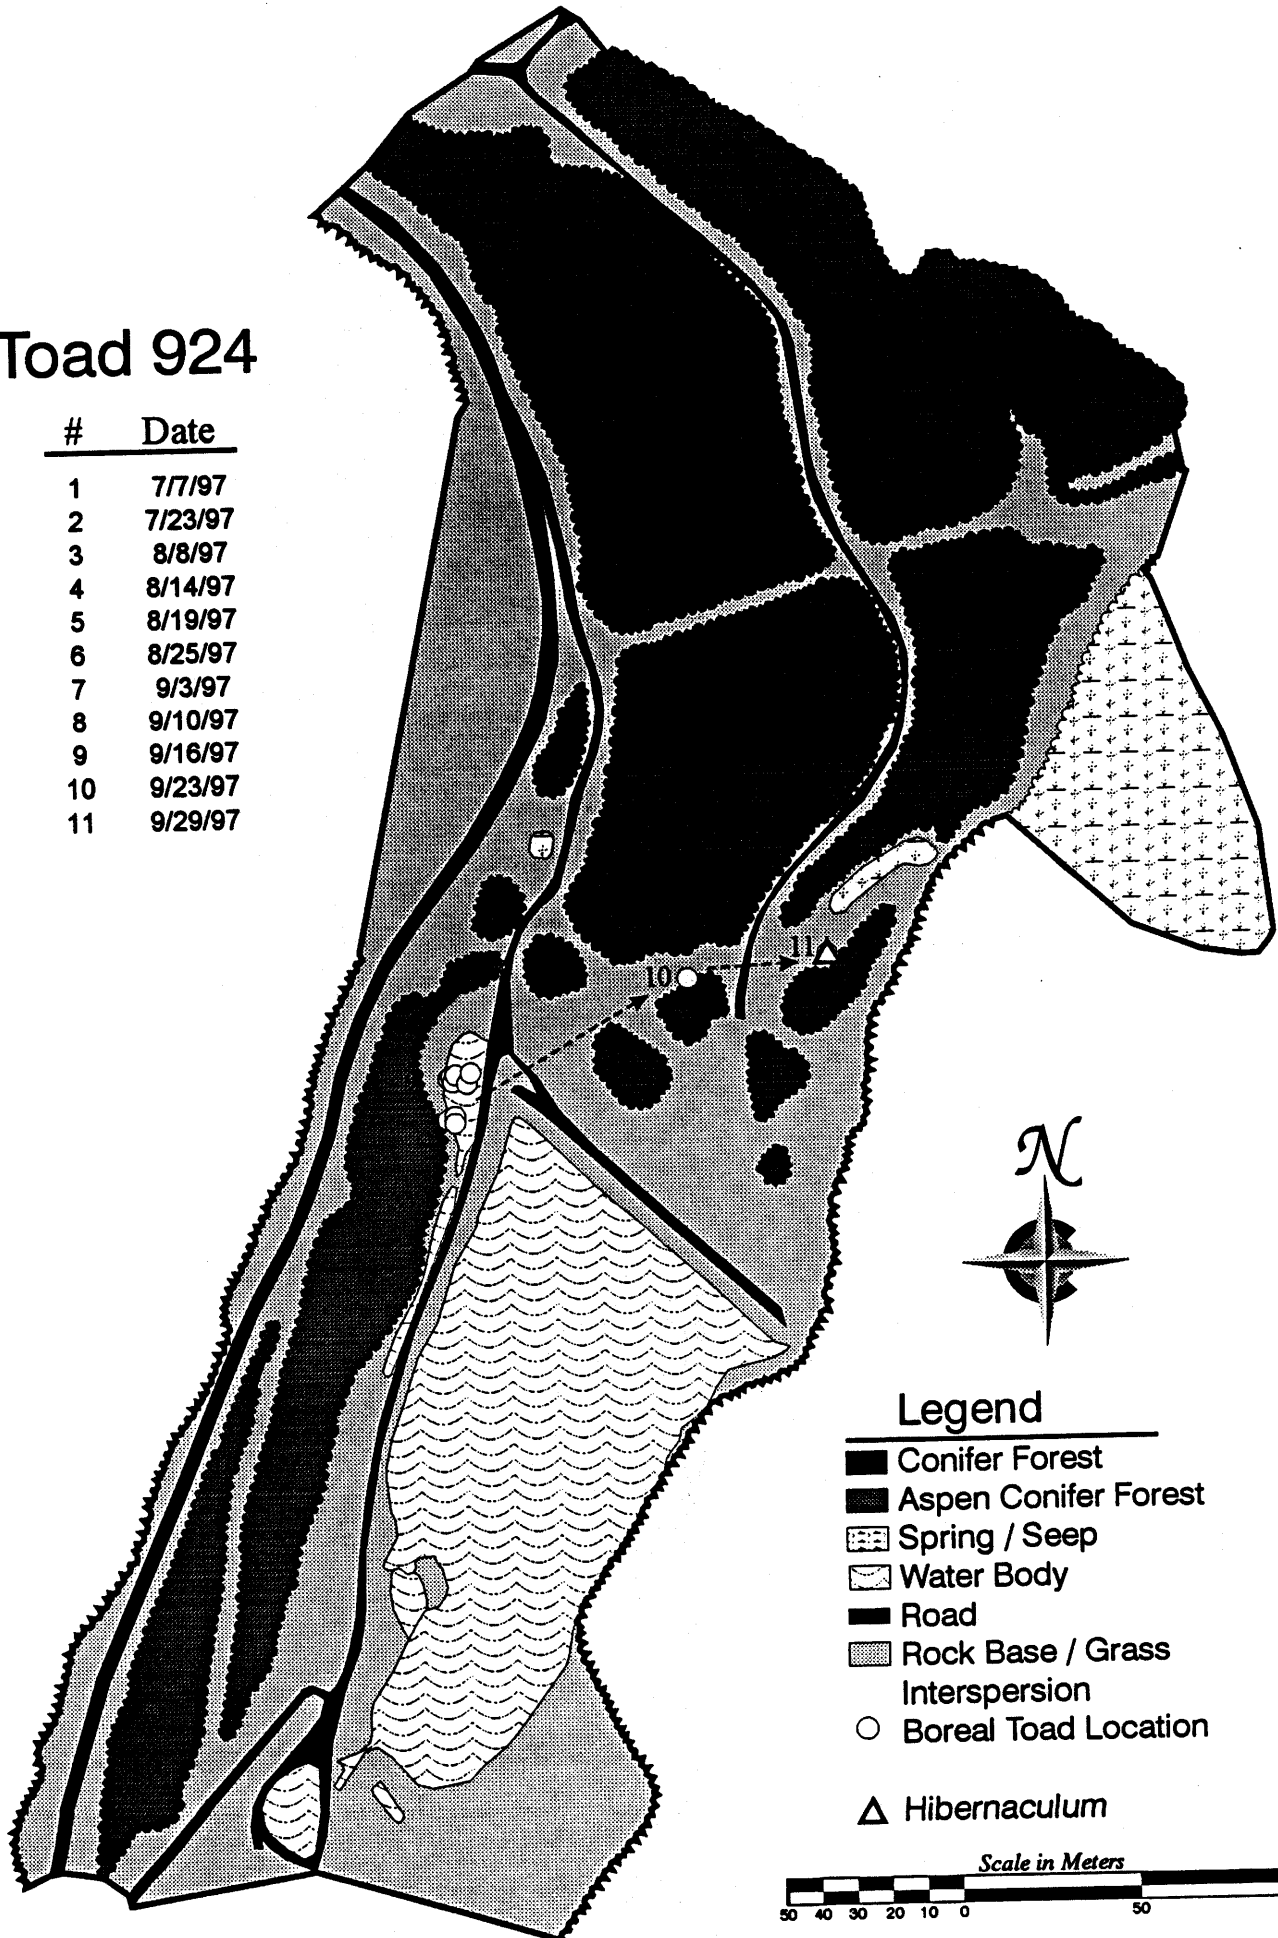 Toad 924
# Date
1 7/7/97
2 7/23/97
3 8/8/97
4 8/14/97
5 8/19/97
6 8/25/97
7 9/3/97
8 9/10/97
9 9/16/97
10 9/23/97
11 9/29/97
11
10
N
Legend
Conifer Forest
Aspen Conifer Forest
Spring / Seep
Water Body
Road
Rock Base / Grass
Interspersion
Boreal Toad Location
Hibernaculum
Scale in Meters
50 40 30 20 10 0 50